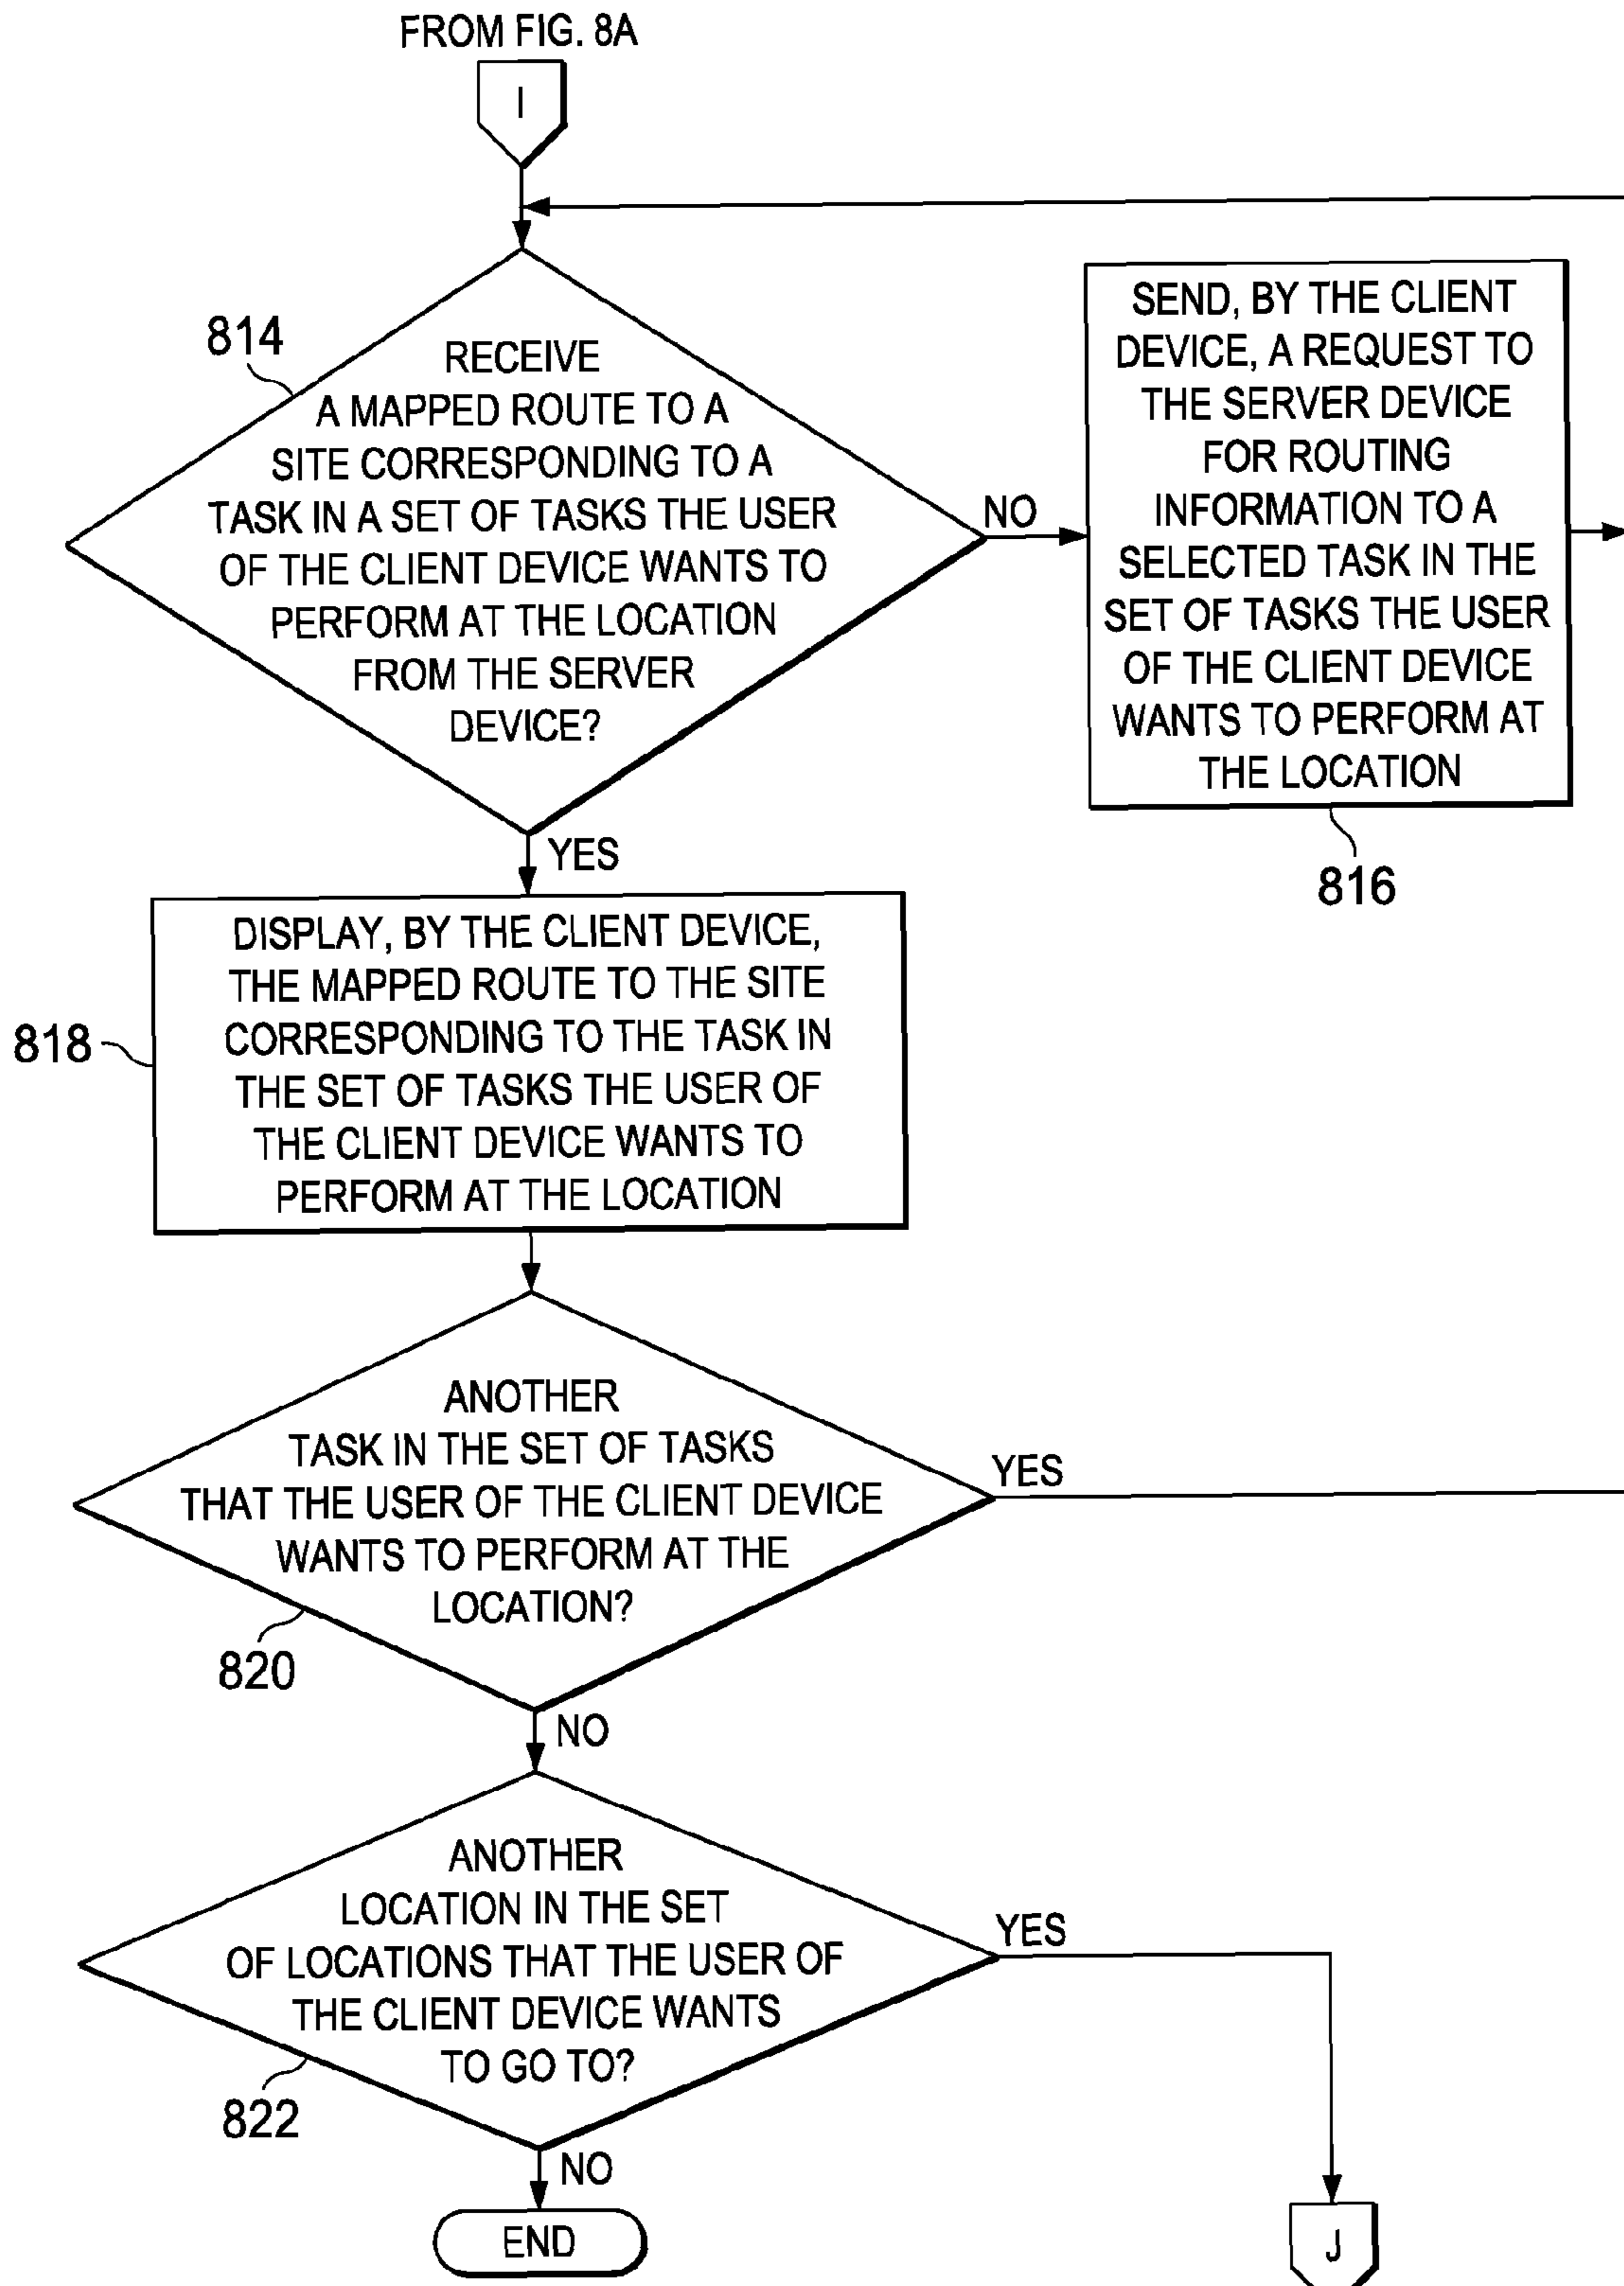 FROM FIG. 8A
I
814
RECEIVE
A MAPPED ROUTE TO A
SITE CORRESPONDING TO A
TASK IN A SET OF TASKS THE USER
OF THE CLIENT DEVICE WANTS TO
PERFORM AT THE LOCATION
FROM THE SERVER
DEVICE?
NO
SEND, BY THE CLIENT
DEVICE, A REQUEST TO
THE SERVER DEVICE
FOR ROUTING
INFORMATION TO A
SELECTED TASK IN THE
SET OF TASKS THE USER
OF THE CLIENT DEVICE
WANTS TO PERFORM AT
THE LOCATION
816
YES
818
DISPLAY, BY THE CLIENT DEVICE,
THE MAPPED ROUTE TO THE SITE
CORRESPONDING TO THE TASK IN
THE SET OF TASKS THE USER OF
THE CLIENT DEVICE WANTS TO
PERFORM AT THE LOCATION
ANOTHER
TASK IN THE SET OF TASKS
THAT THE USER OF THE CLIENT DEVICE
WANTS TO PERFORM AT THE
LOCATION?
YES
820
NO
ANOTHER
LOCATION IN THE SET
OF LOCATIONS THAT THE USER OF
THE CLIENT DEVICE WANTS
TO GO TO?
YES
822
NO
END
J